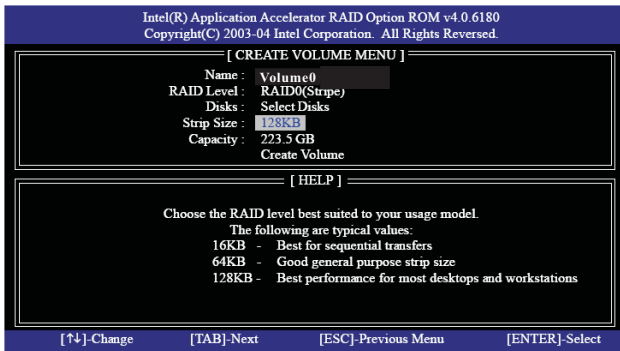 Intel(R) Application Accelerator RAID Option ROM v4.0.6180
Copyright(C) 2003-04 Intel Corporation. All Rights Reversed.
[ CREATE VOLUME MENU ]
Name : Volume0
RAID Level : RAID0(Stripe)
Disks : Select Disks
Strip Size : 128KB
Capacity : 223.5 GB
Create Volume
[ HELP ]
Choose the RAID level best suited to your usage model.
The following are typical values:
16KB - Best for sequential transfers
64KB - Good general purpose strip size
128KB - Best performance for most desktops and workstations
[↑↓]-Change [TAB]-Next [ESC]-Previous Menu [ENTER]-Select